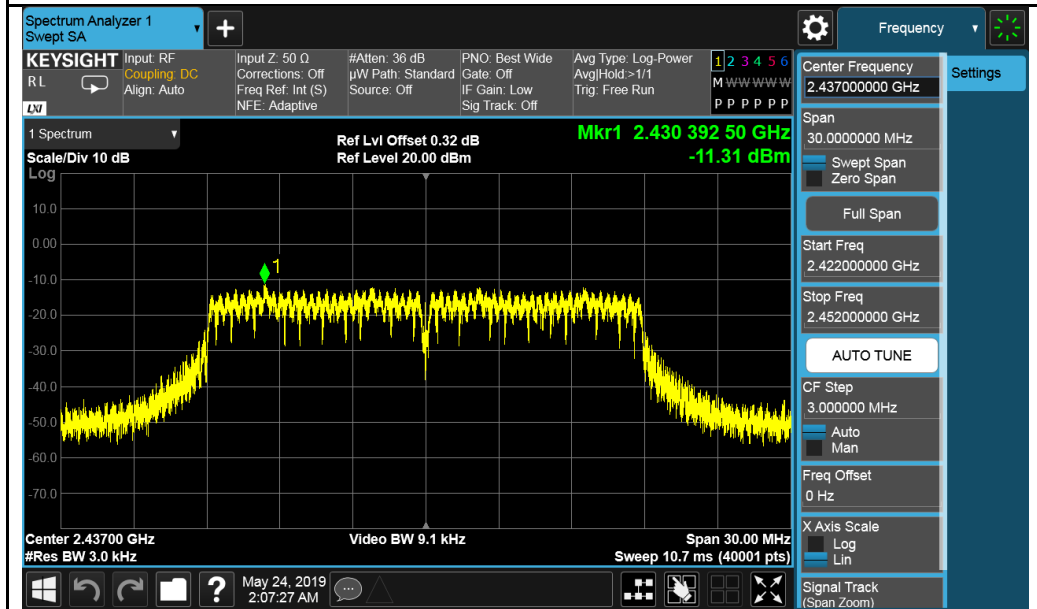 Spectrum Analyzer 1
Swept SA
+
Frequency
KEYSIGHT
RL
LXI
Input: RF
Coupling: DC
Align: Auto
Input Z: 50 Ω
Corrections: Off
Freq Ref: Int (S)
NFE: Adaptive
#Atten: 36 dB
µW Path: Standard
Source: Off
PNO: Best Wide
Gate: Off
IF Gain: Low
Sig Track: Off
Avg Type: Log-Power
Avg|Hold:>1/1
Trig: Free Run
1 2 3 4 5 6
M W W W W W
P P P P P P
1 Spectrum
Scale/Div 10 dB
Log
Ref Lvl Offset 0.32 dB
Ref Level 20.00 dBm
Mkr1 2.430 392 50 GHz
-11.31 dBm
10.0
0.00
-10.0
-20.0
-30.0
-40.0
-50.0
-60.0
-70.0
1
Center 2.43700 GHz
#Res BW 3.0 kHz
Video BW 9.1 kHz
Span 30.00 MHz
Sweep 10.7 ms (40001 pts)
?
May 24, 2019
2:07:27 AM
Center Frequency
2.437000000 GHz
Span
30.0000000 MHz
Swept Span
Zero Span
Full Span
Start Freq
2.422000000 GHz
Stop Freq
2.452000000 GHz
AUTO TUNE
CF Step
3.000000 MHz
Auto
Man
Freq Offset
0 Hz
X Axis Scale
Log
Lin
Signal Track
(Span Zoom)
Settings